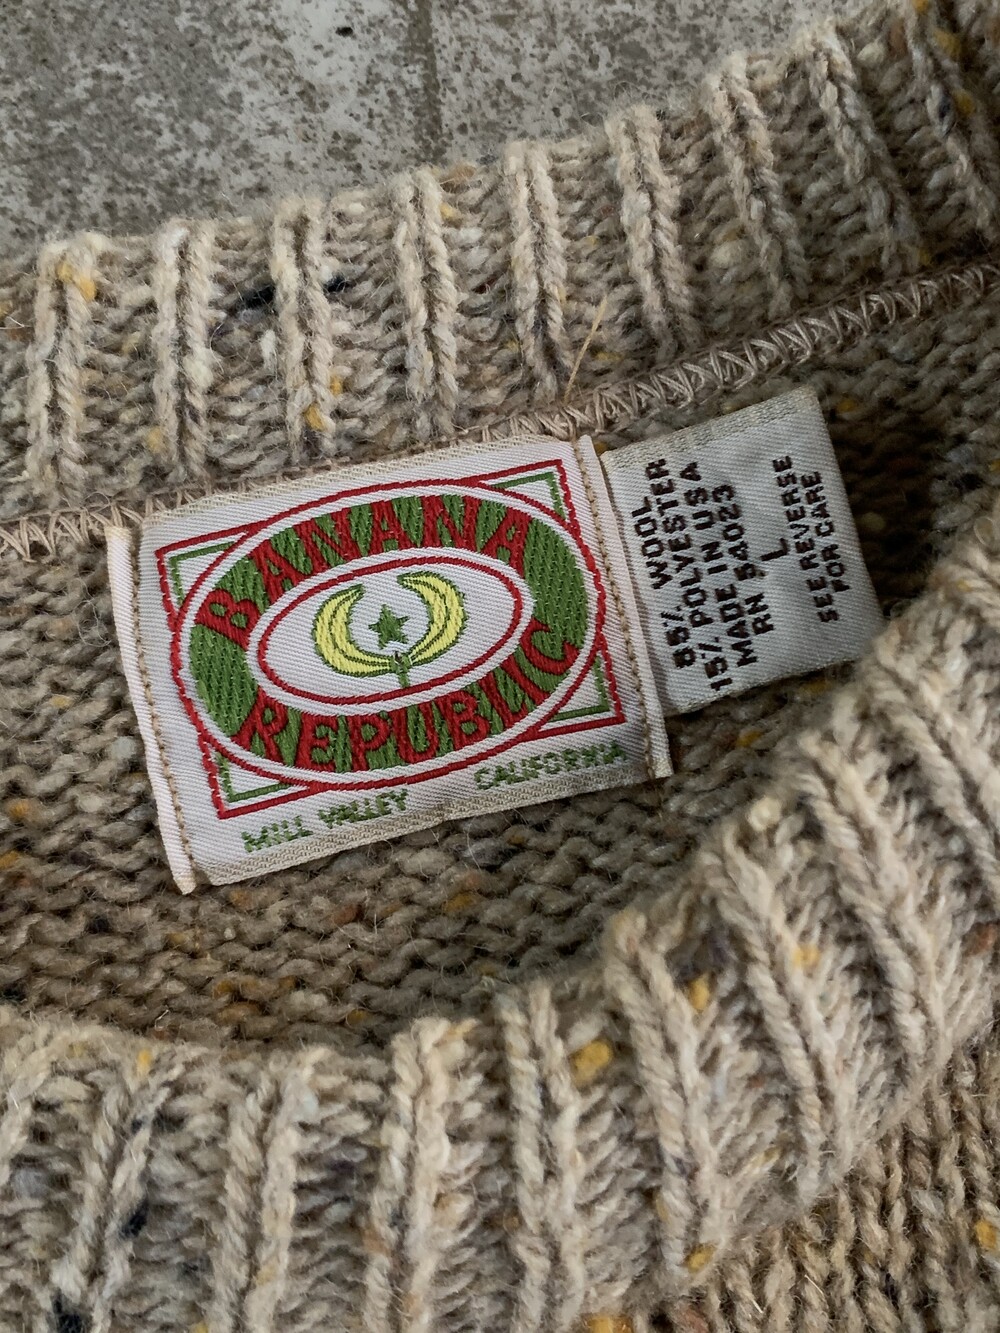 BANANA
REPUBLIC
MILL VALLEY CALIFORNIA
85% WOOL
15% POLYESTER
MADE IN USA
RN 54023
L
SEE REVERSE
FOR CARE